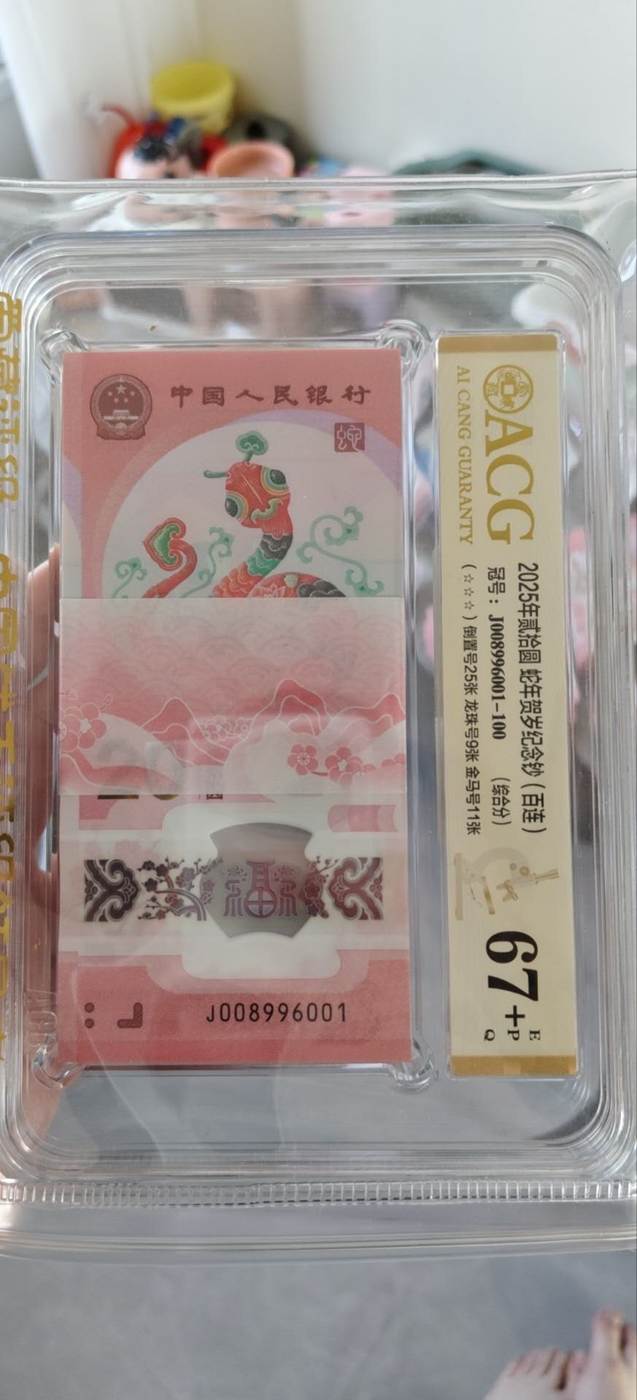 中国人民银行
蛇
福
J008996001
ACG
AI CANG GUARANTY
2025年贰拾圆 蛇年贺岁纪念钞（百连）
冠号：J008996001-100 （综合分）
（☆☆☆）倒置号25张 龙珠号9张 金马号11张
67+
E
P
Q